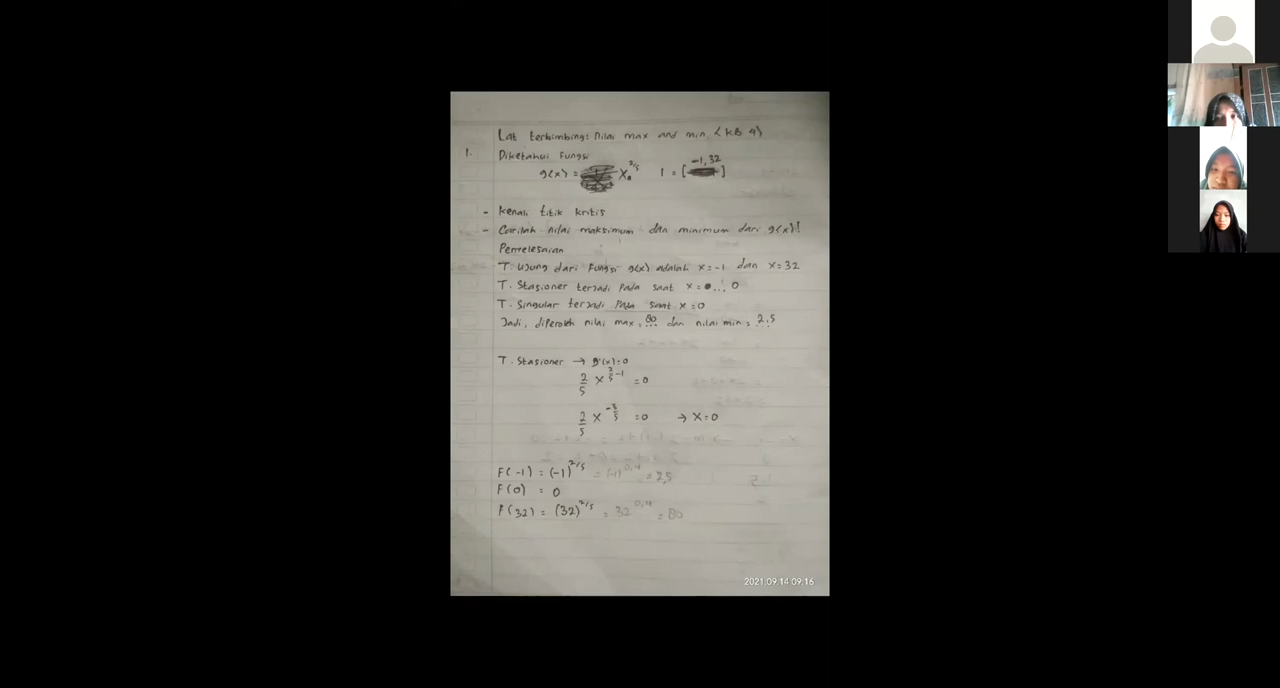 Lat terbimbing: Nilai max and min. <KB 4>
1. Diketahui fungsi
g(x) = x^2/5 I = [-1, 32]
- Kenali titik kritis
- Carilah nilai maksimum dan minimum dari g(x)!
Penyelesaian
T. Ujung dari fungsi g(x) adalah x = -1 dan x = 32
T. Stasioner terjadi pada saat x = ... 0
T. Singular terjadi pada saat x = 0
Jadi, diperoleh nilai max = 80 dan nilai min = 2,5
T. Stasioner → g'(x) = 0
2/5 x^(2/5 - 1) = 0
2/5 x^(-3/5) = 0 → x = 0
F(-1) = (-1)^2/5 = (-1)^0,4 = 2,5
F(0) = 0
F(32) = (32)^2/5 = 32^0,4 = 80
2021.09.14 09:16